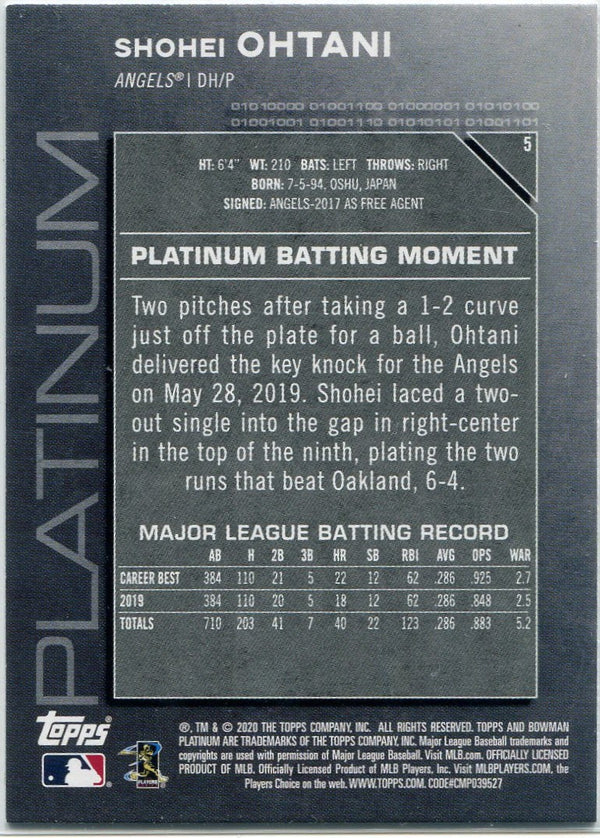 SHOHEI OHTANI
ANGELS® | DH/P
01010000 01001100 01000001 01010100
01001001 01001110 01010101 01001101
5
PLATINUM
HT: 6'4" WT: 210 BATS: LEFT THROWS: RIGHT
BORN: 7-5-94, OSHU, JAPAN
SIGNED: ANGELS-2017 AS FREE AGENT
PLATINUM BATTING MOMENT
Two pitches after taking a 1-2 curve
just off the plate for a ball, Ohtani
delivered the key knock for the Angels
on May 28, 2019. Shohei laced a two-
out single into the gap in right-center
in the top of the ninth, plating the two
runs that beat Oakland, 6-4.
MAJOR LEAGUE BATTING RECORD
AB H 2B 3B HR SB RBI AVG OPS WAR
CAREER BEST 384 110 21 5 22 12 62 .286 .925 2.7
2019 384 110 20 5 18 12 62 .286 .848 2.5
TOTALS 710 203 41 7 40 22 123 .286 .883 5.2
Topps
®, TM & © 2020 THE TOPPS COMPANY, INC. ALL RIGHTS RESERVED. TOPPS AND BOWMAN
PLATINUM ARE TRADEMARKS OF THE TOPPS COMPANY, INC. Major League Baseball trademarks and
copyrights are used with permission of Major League Baseball. Visit MLB.com. OFFICIALLY LICENSED
PRODUCT OF MLB. Officially Licensed Product of MLB Players, Inc. Visit MLBPLAYERS.COM, the
Players Choice on the web. WWW.TOPPS.COM. CODE#CMP039527
PLAYERS